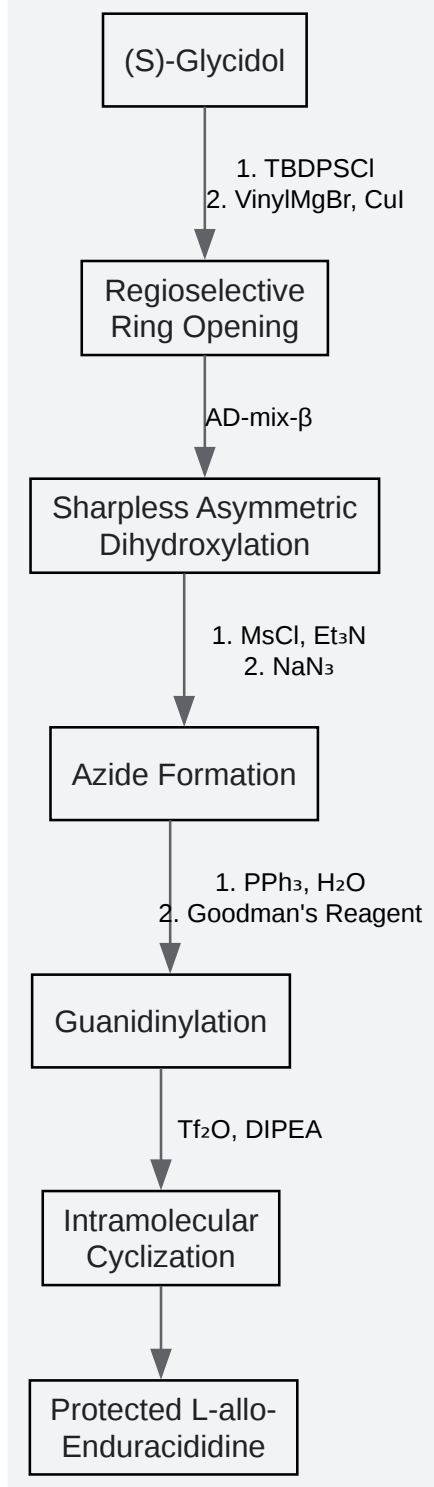 (S)-Glycidol
1. TBDPSCl
2. VinylMgBr, CuI
Regioselective
Ring Opening
AD-mix-β
Sharpless Asymmetric
Dihydroxylation
1. MsCl, Et₃N
2. NaN₃
Azide Formation
1. PPh₃, H₂O
2. Goodman's Reagent
Guanidinylation
Tf₂O, DIPEA
Intramolecular
Cyclization
Protected L-allo-
Enduracididine